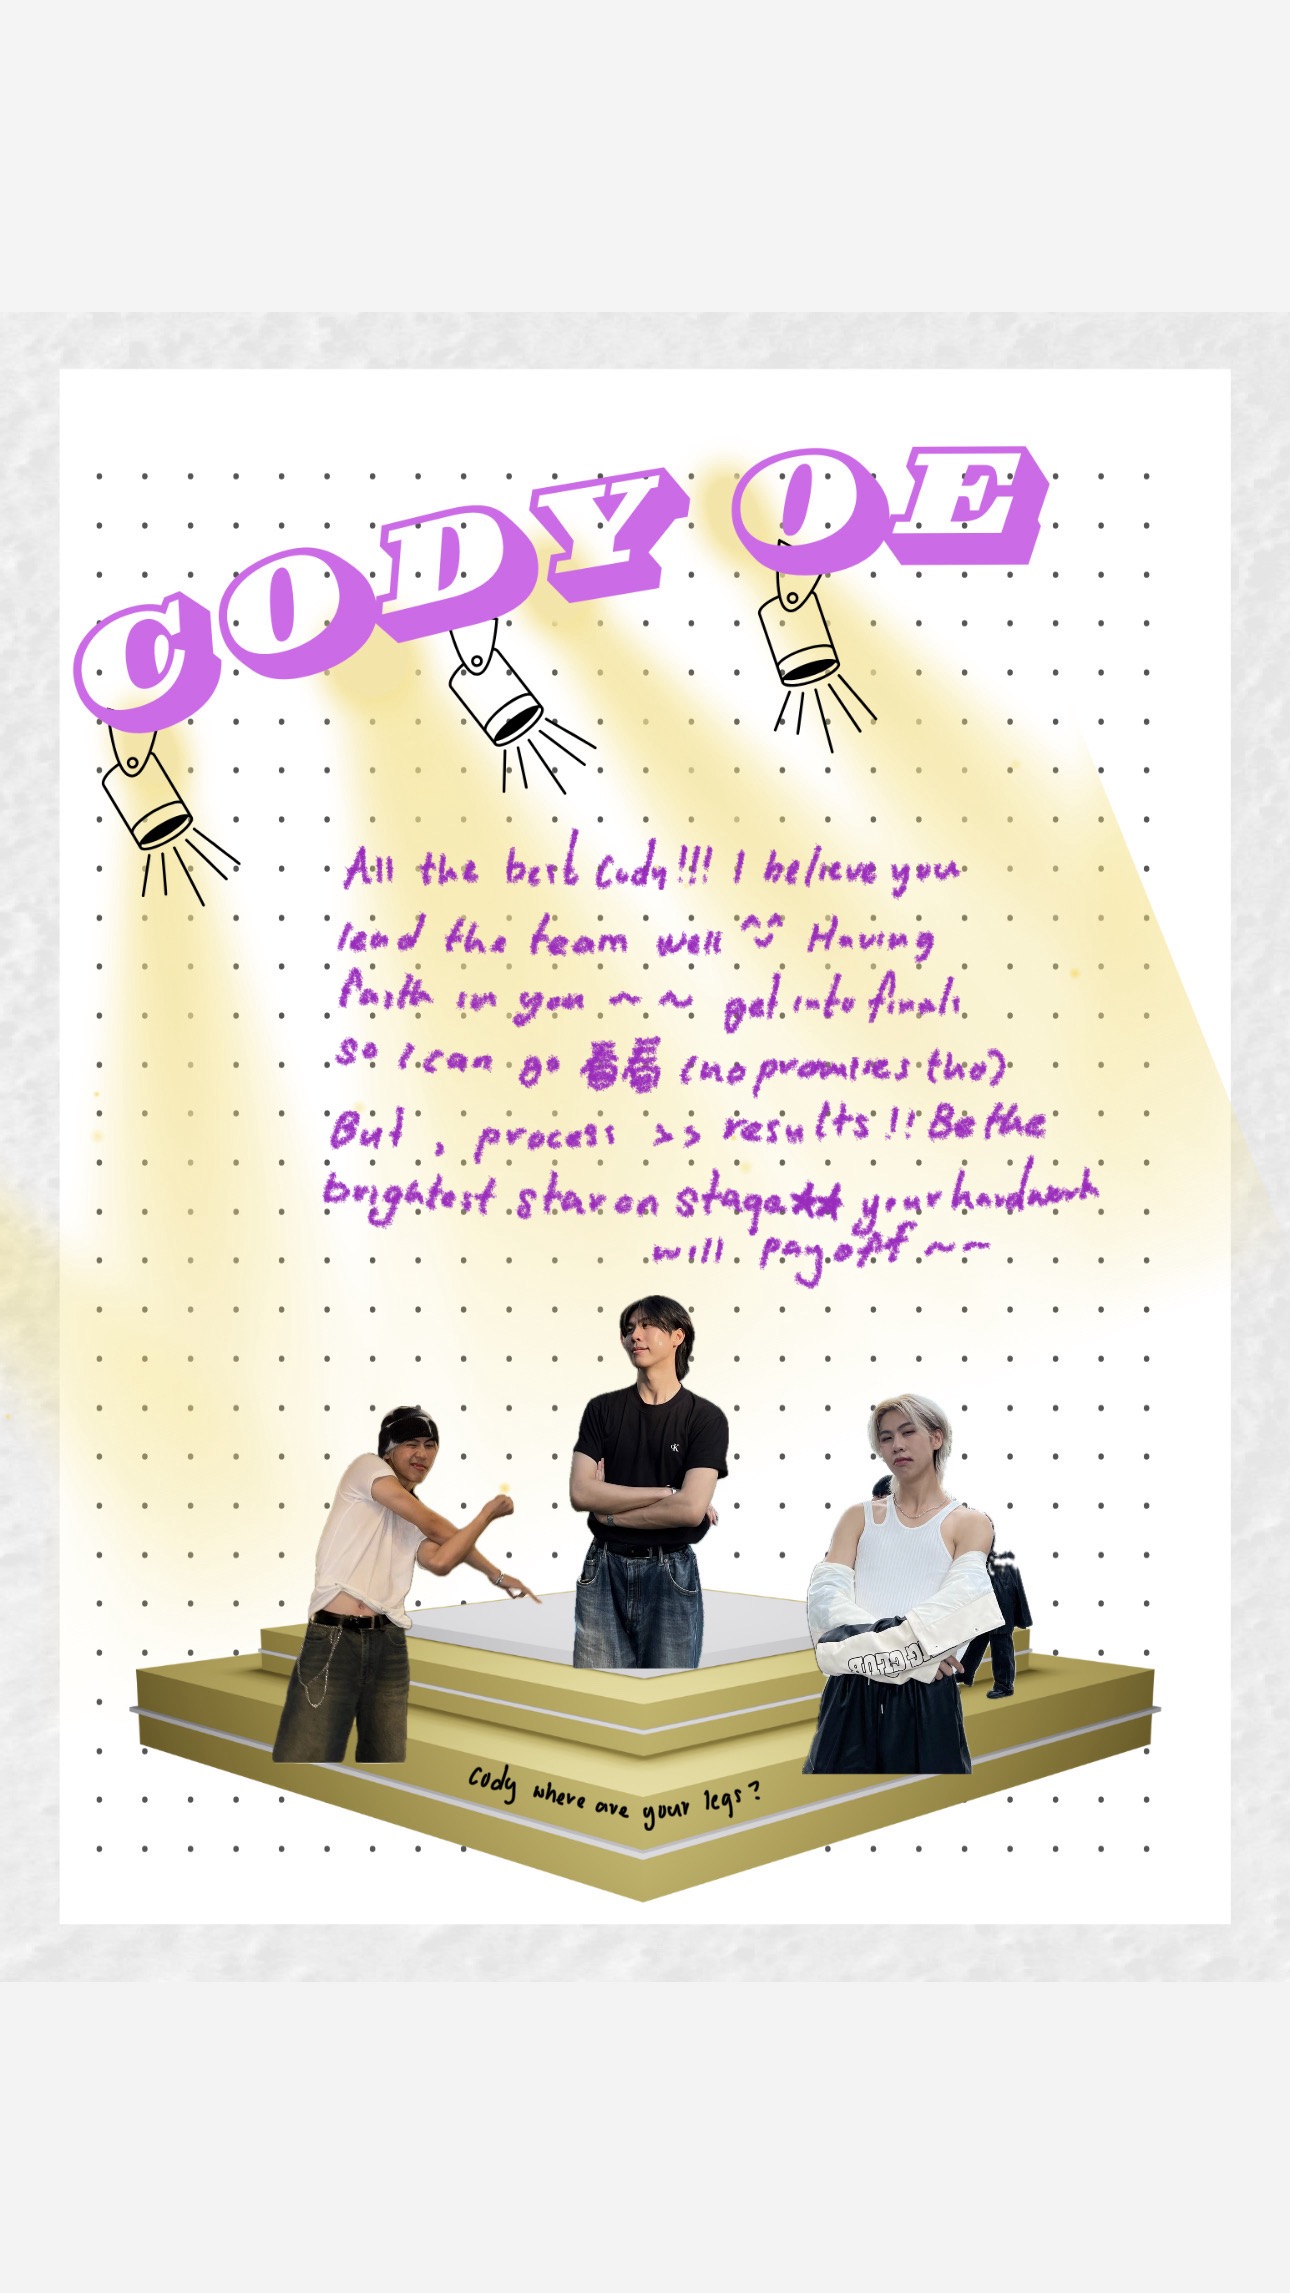 CODY OE
All the best Cody!!! I believe you
lead the team well ^^ Having
faith in you ~ ~ get into finals
so i can go 看看 (no promises tho)
But , process >> results !! Be the
brightest star on stage★★ your hardwork
will payoff ~~
cody where are your legs?